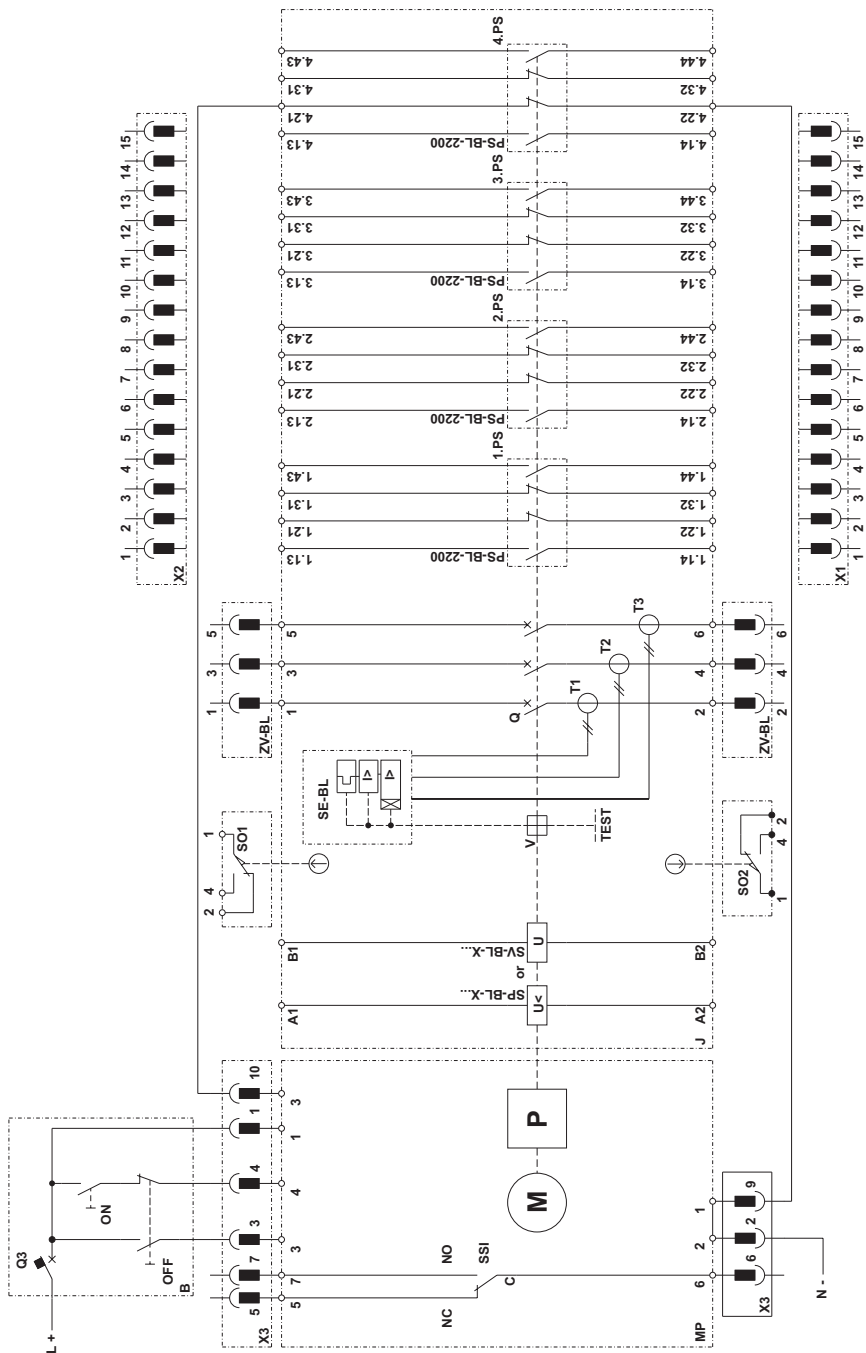 L +
Q3
OFF
ON
B
5 7 3 4 1 10
X3
5 7 3 4 1 3
NC NO
SSI
C
M P
MP
6 2 1
6 2 9
X3
N -
A1 B1
SP-BL-X... or SV-BL-X...
U< U
A2 B2
J
2 4 1
SO1
SO2
1 4 2
SE-BL
I>
I>
V
TEST
1 3 5
ZV-BL
1 3 5
Q
T1 T2 T3
2 4 6
ZV-BL
2 4 6
1 2 3 4 5 6 7 8 9 10 11 12 13 14 15
X2
1.13 1.21 1.31 1.43
PS-BL-2200 1.PS
1.14 1.22 1.32 1.44
2.13 2.21 2.31 2.43
PS-BL-2200 2.PS
2.14 2.22 2.32 2.44
3.13 3.21 3.31 3.43
PS-BL-2200 3.PS
3.14 3.22 3.32 3.44
4.13 4.21 4.31 4.43
PS-BL-2200 4.PS
4.14 4.22 4.32 4.44
X1
1 2 3 4 5 6 7 8 9 10 11 12 13 14 15